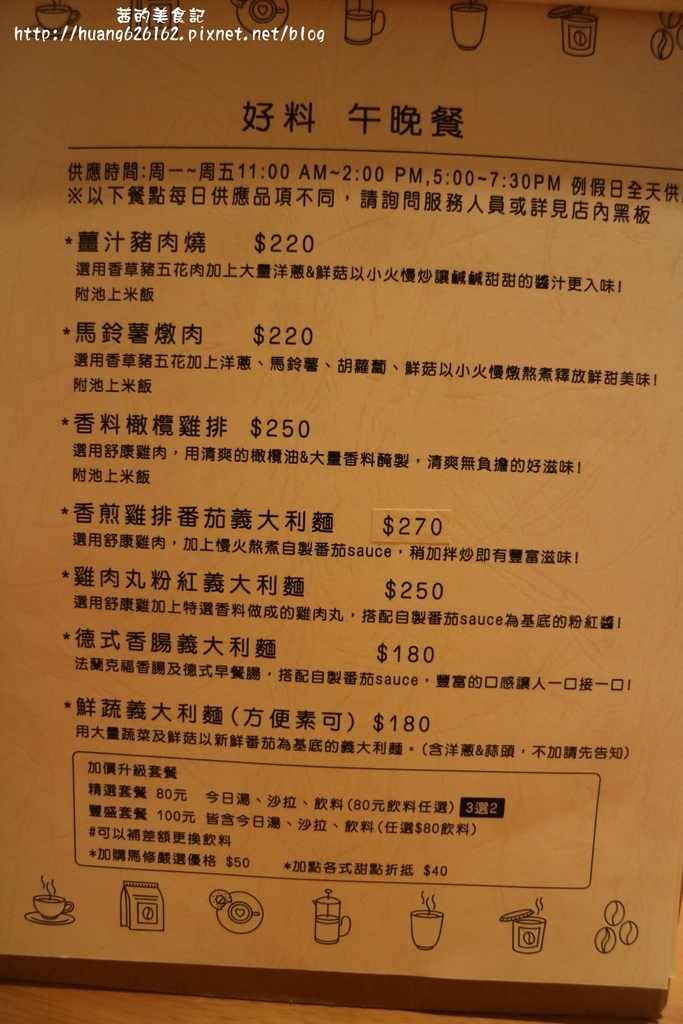 茜的美食記
http://huang626162.pixnet.net/blog
好料 午晚餐
供應時間:周一~周五11:00 AM~2:00 PM,5:00~7:30PM 例假日全天供
※以下餐點每日供應品項不同，請詢問服務人員或詳見店內黑板
*薑汁豬肉燒 $220
選用香草豬五花肉加上大量洋蔥&鮮菇以小火慢炒讓鹹鹹甜甜的醬汁更入味!
附池上米飯
*馬鈴薯燉肉 $220
選用香草豬五花加上洋蔥、馬鈴薯、胡蘿蔔、鮮菇以小火慢燉熬煮釋放鮮甜美味!
附池上米飯
*香料橄欖雞排 $250
選用舒康雞肉，用清爽的橄欖油&大量香料醃製，清爽無負擔的好滋味!
附池上米飯
*香煎雞排番茄義大利麵 $270
選用舒康雞肉，加上慢火熬煮自製番茄sauce，稍加拌炒即有豐富滋味!
*雞肉丸粉紅義大利麵 $250
選用舒康雞加上特選香料做成的雞肉丸，搭配自製番茄sauce為基底的粉紅醬!
*德式香腸義大利麵 $180
法蘭克福香腸及德式早餐腸，搭配自製番茄sauce，豐富的口感讓人一口接一口!
*鮮蔬義大利麵(方便素可) $180
用大量蔬菜及鮮菇以新鮮番茄為基底的義大利麵。(含洋蔥&蒜頭，不加請先告知)
加價升級套餐
精選套餐 80元 今日湯、沙拉、飲料(80元飲料任選) 3選2
豐盛套餐 100元 皆含今日湯、沙拉、飲料(任選$80飲料)
#可以補差額更換飲料
*加購馬修嚴選優格 $50 *加點各式甜點折抵 $40